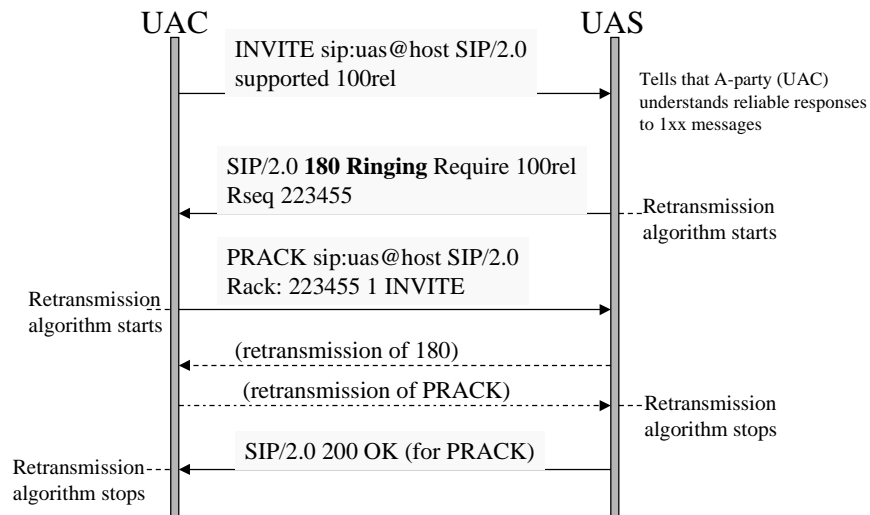 UAC
UAS
INVITE sip:uas@host SIP/2.0
supported 100rel
Tells that A-party (UAC)
understands reliable responses
to 1xx messages
SIP/2.0 180 Ringing Require 100rel
Rseq 223455
Retransmission
algorithm starts
PRACK sip:uas@host SIP/2.0
Rack: 223455 1 INVITE
Retransmission
algorithm starts
(retransmission of 180)
(retransmission of PRACK)
Retransmission
algorithm stops
SIP/2.0 200 OK (for PRACK)
Retransmission
algorithm stops